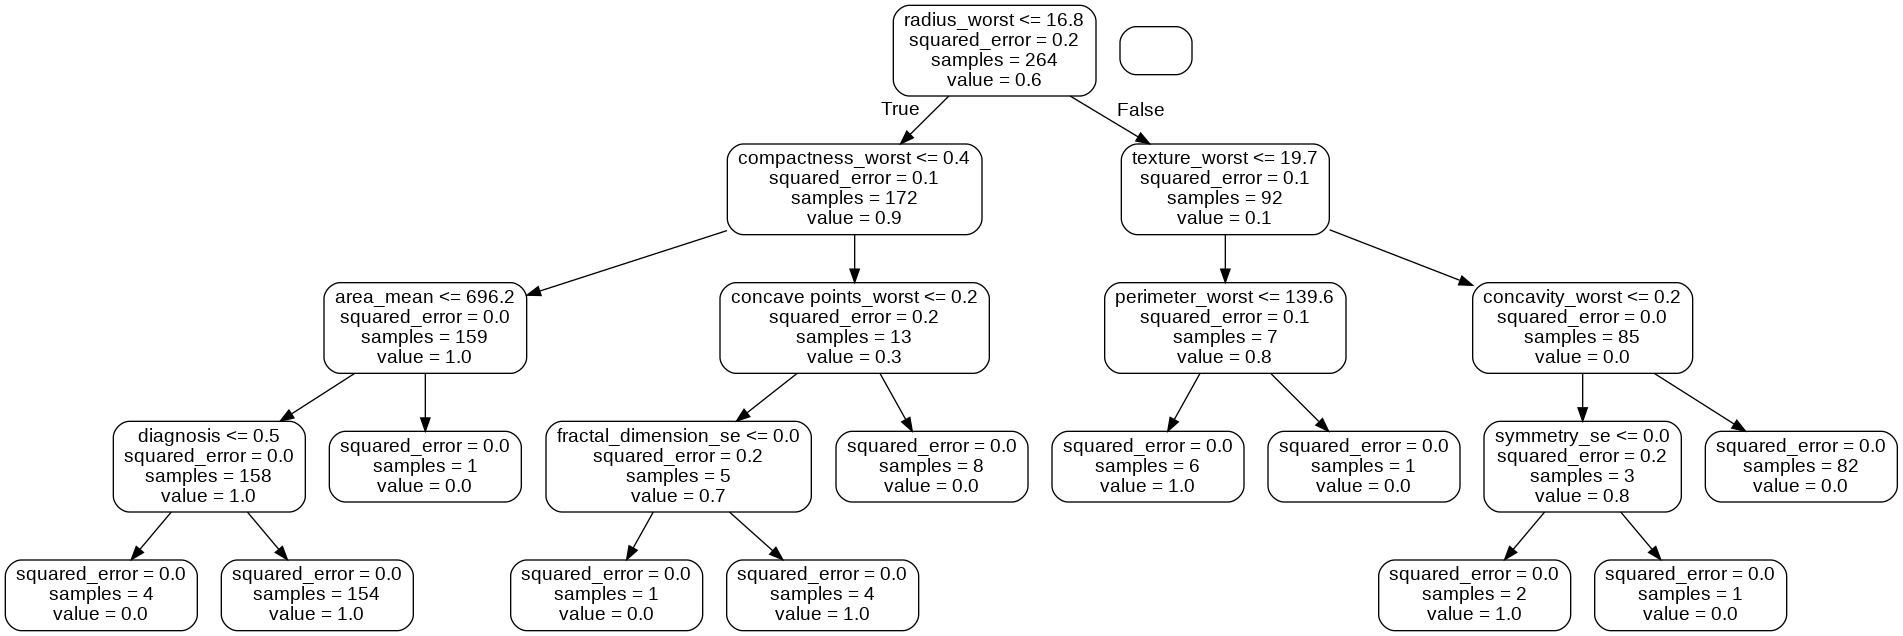 radius_worst <= 16.8
squared_error = 0.2
samples = 264
value = 0.6
True
False
compactness_worst <= 0.4
squared_error = 0.1
samples = 172
value = 0.9
texture_worst <= 19.7
squared_error = 0.1
samples = 92
value = 0.1
area_mean <= 696.2
squared_error = 0.0
samples = 159
value = 1.0
concave points_worst <= 0.2
squared_error = 0.2
samples = 13
value = 0.3
perimeter_worst <= 139.6
squared_error = 0.1
samples = 7
value = 0.8
concavity_worst <= 0.2
squared_error = 0.0
samples = 85
value = 0.0
diagnosis <= 0.5
squared_error = 0.0
samples = 158
value = 1.0
squared_error = 0.0
samples = 1
value = 0.0
fractal_dimension_se <= 0.0
squared_error = 0.2
samples = 5
value = 0.7
squared_error = 0.0
samples = 8
value = 0.0
squared_error = 0.0
samples = 6
value = 1.0
squared_error = 0.0
samples = 1
value = 0.0
symmetry_se <= 0.0
squared_error = 0.2
samples = 3
value = 0.8
squared_error = 0.0
samples = 82
value = 0.0
squared_error = 0.0
samples = 4
value = 0.0
squared_error = 0.0
samples = 154
value = 1.0
squared_error = 0.0
samples = 1
value = 0.0
squared_error = 0.0
samples = 4
value = 1.0
squared_error = 0.0
samples = 2
value = 1.0
squared_error = 0.0
samples = 1
value = 0.0